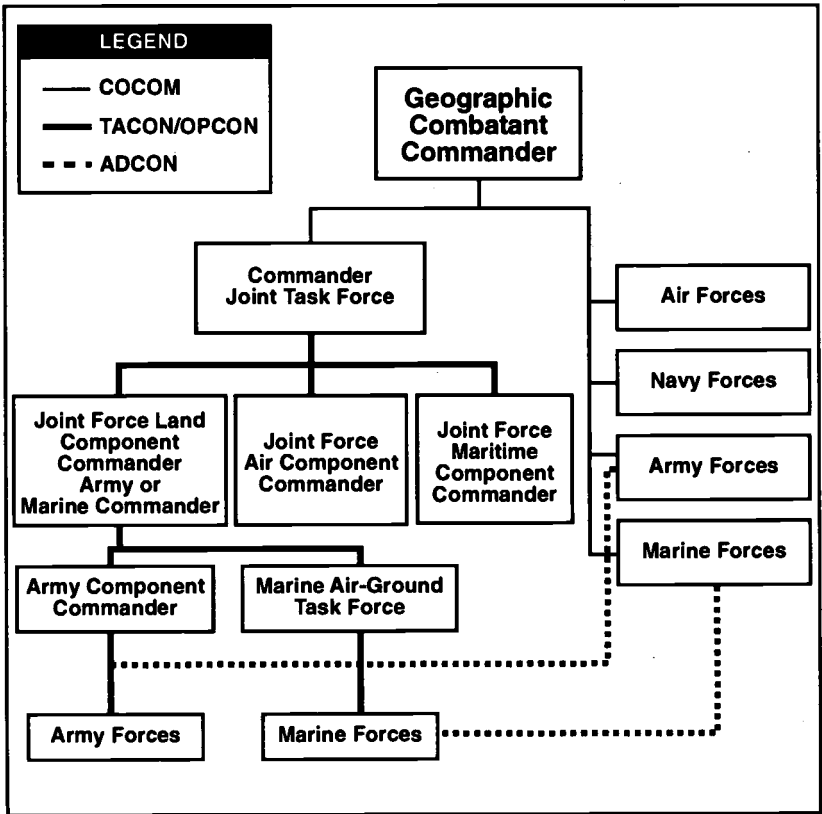 LEGEND
COCOM
TACON/OPCON
ADCON
Geographic
Combatant
Commander
Commander
Joint Task Force
Air Forces
Navy Forces
Army Forces
Marine Forces
Joint Force Land
Component
Commander
Army or
Marine Commander
Joint Force
Air Component
Commander
Joint Force
Maritime
Component
Commander
Army Component
Commander
Marine Air-Ground
Task Force
Army Forces
Marine Forces